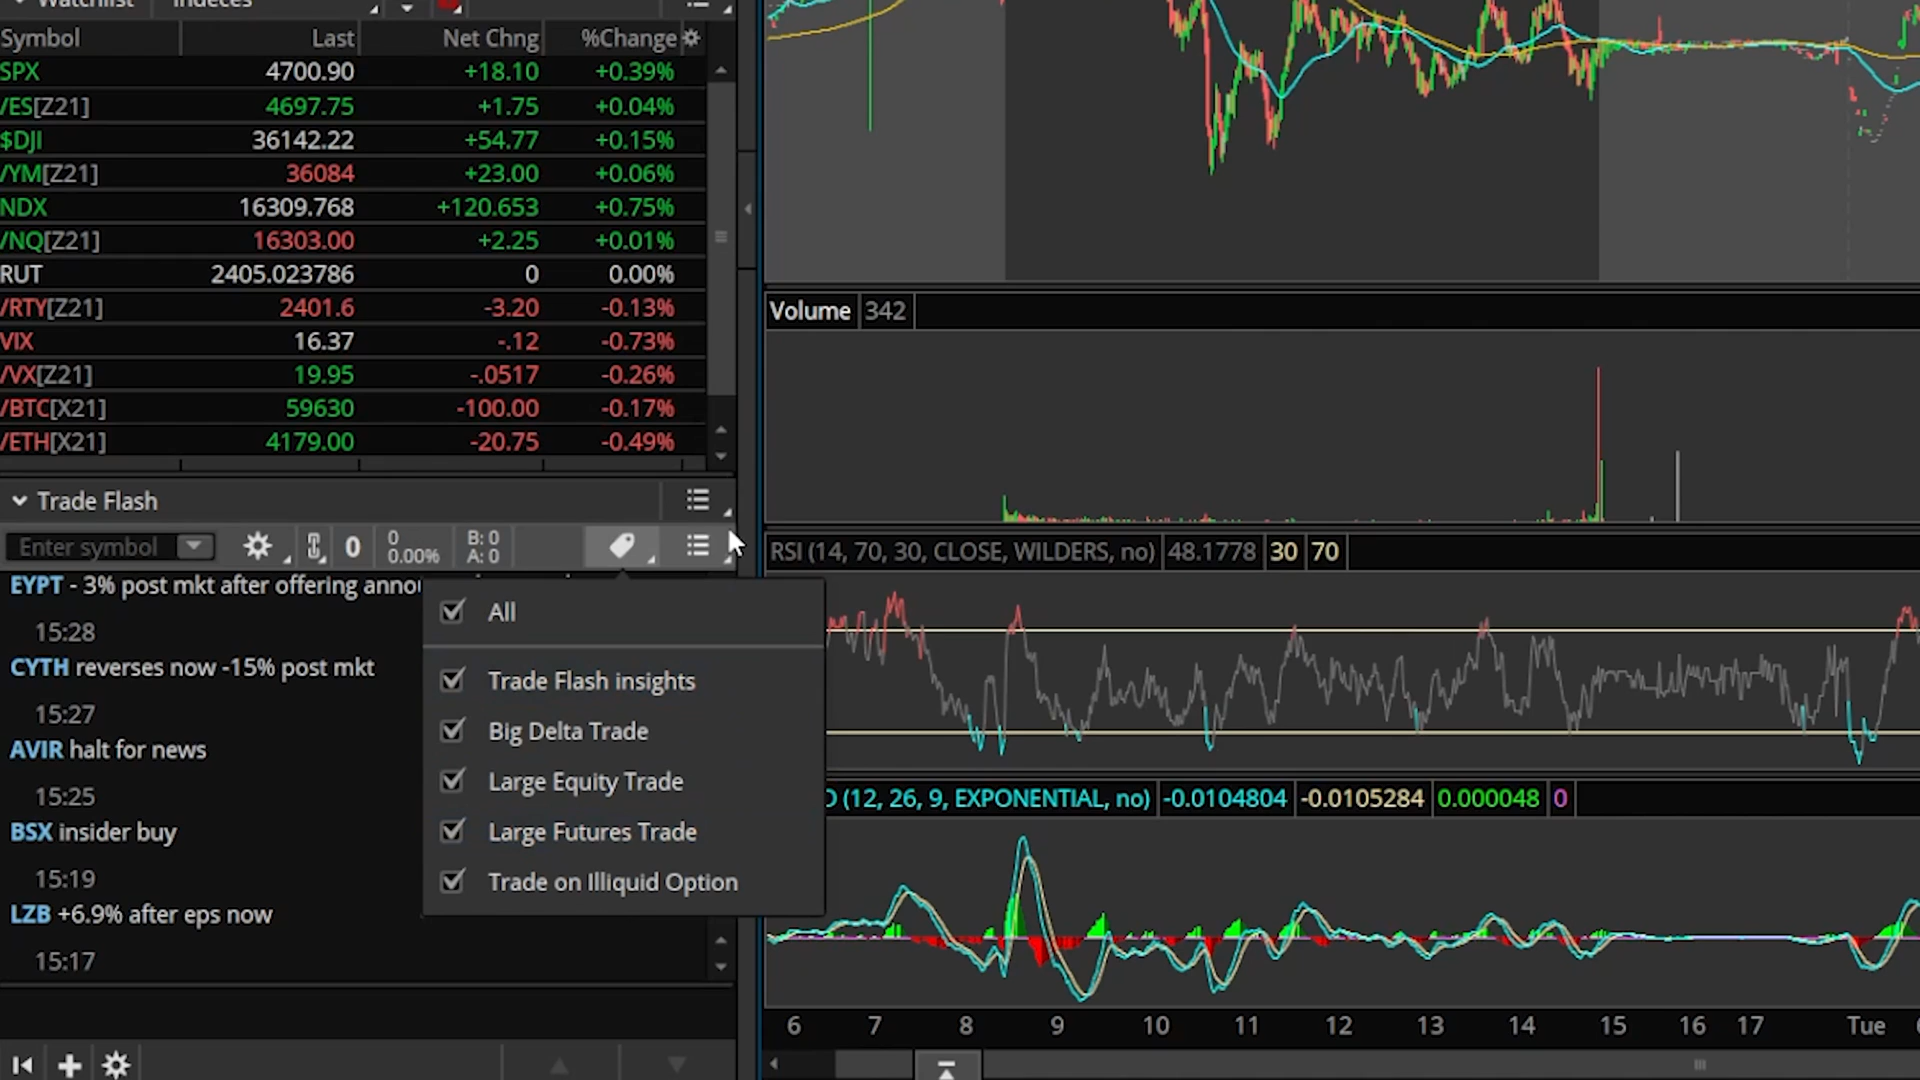 Watchlist Indeces
Symbol Last Net Chng %Change
SPX 4700.90 +18.10 +0.39%
/ES[Z21] 4697.75 +1.75 +0.04%
$DJI 36142.22 +54.77 +0.15%
/YM[Z21] 36084 +23.00 +0.06%
NDX 16309.768 +120.653 +0.75%
/NQ[Z21] 16303.00 +2.25 +0.01%
RUT 2405.023786 0 0.00%
/RTY[Z21] 2401.6 -3.20 -0.13%
VIX 16.37 -.12 -0.73%
/VX[Z21] 19.95 -.0517 -0.26%
/BTC[X21] 59630 -100.00 -0.17%
/ETH[X21] 4179.00 -20.75 -0.49%
Trade Flash
Enter symbol 0 0 0.00% B: 0 A: 0
EYPT - 3% post mkt after offering
15:28
CYTH reverses now -15% post mkt
15:27
AVIR halt for news
15:25
BSX insider buy
15:19
LZB +6.9% after eps now
15:17
All
Trade Flash insights
Big Delta Trade
Large Equity Trade
Large Futures Trade
Trade on Illiquid Option
Volume 342
RSI (14, 70, 30, CLOSE, WILDERS, no) 48.1778 30 70
D (12, 26, 9, EXPONENTIAL, no) -0.0104804 -0.0105284 0.000048 0
6 7 8 9 10 11 12 13 14 15 16 17 Tue